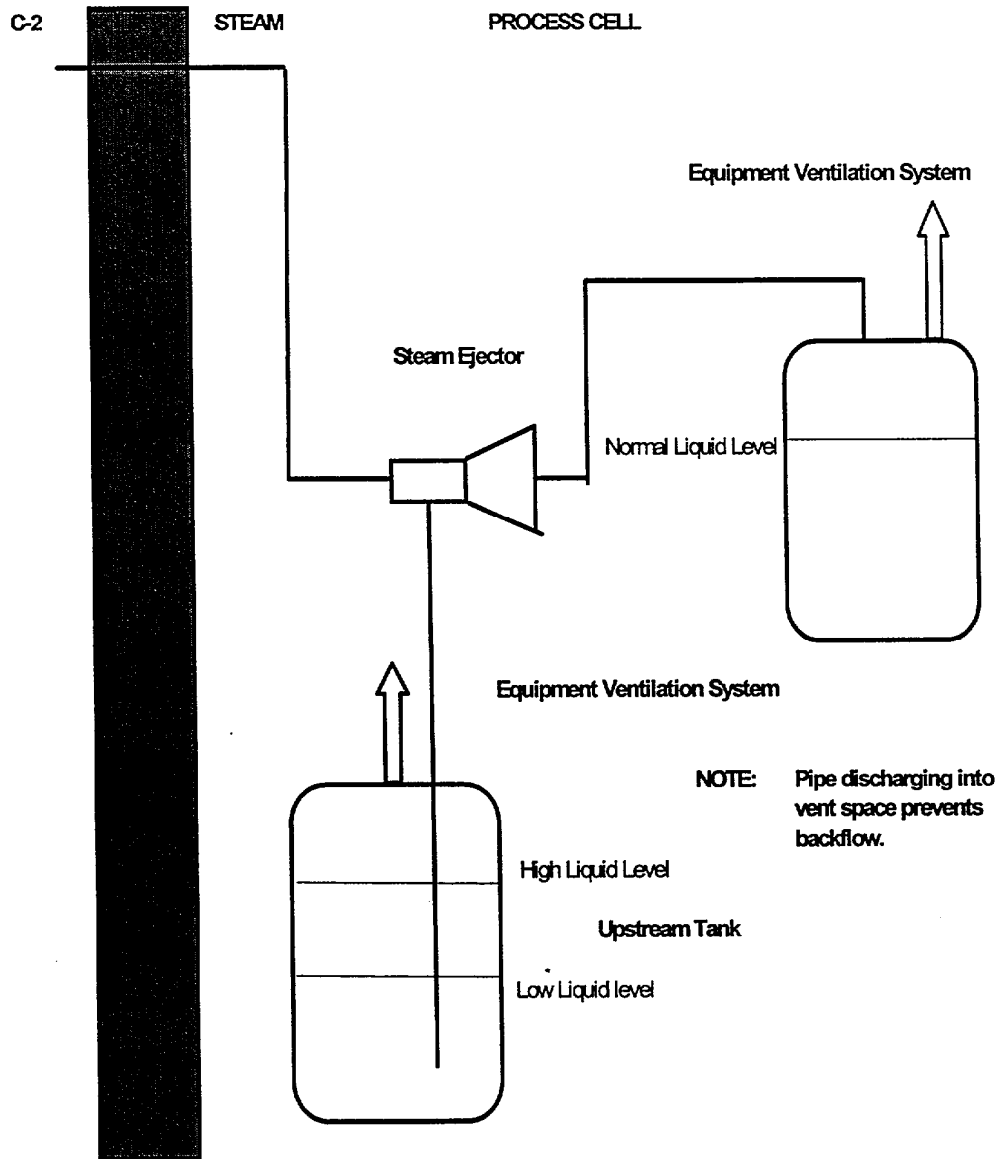 C-2 STEAM PROCESS CELL
Equipment Ventilation System
Steam Ejector
Normal Liquid Level
Equipment Ventilation System
NOTE: Pipe discharging into
vent space prevents
backflow.
High Liquid Level
Upstream Tank
Low Liquid level